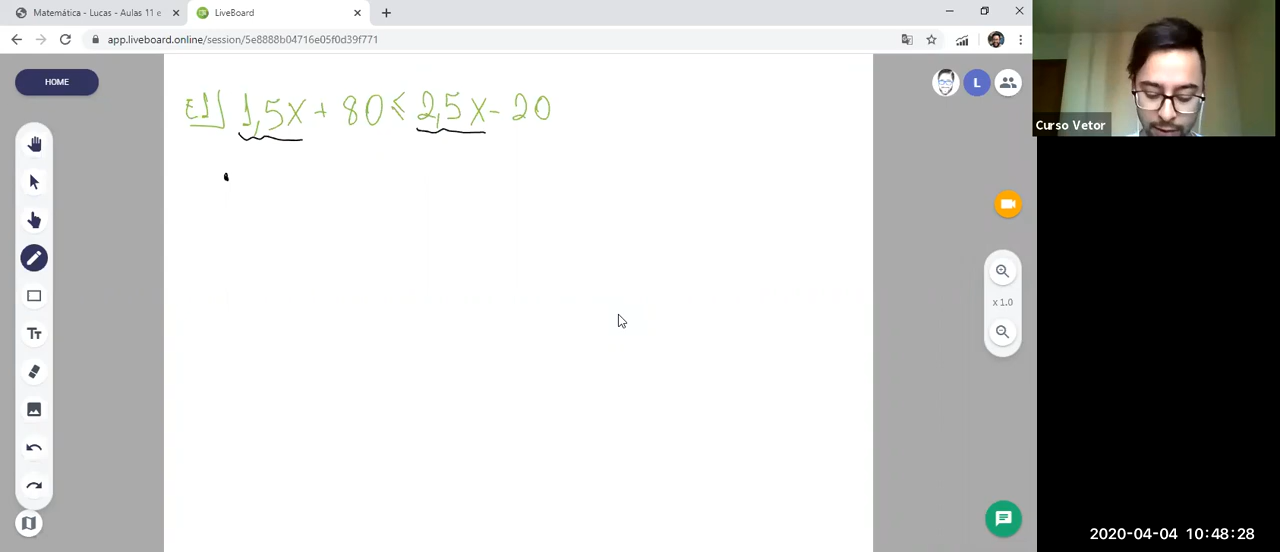 Matemática - Lucas - Aulas 11 e
LiveBoard
app.liveboard.online/session/5e8888b04716e05f0d39f771
HOME
L
E1) 1,5x + 80 ≤ 2,5x - 20
Curso Vetor
Tт
x 1.0
2020-04-04 10:48:28